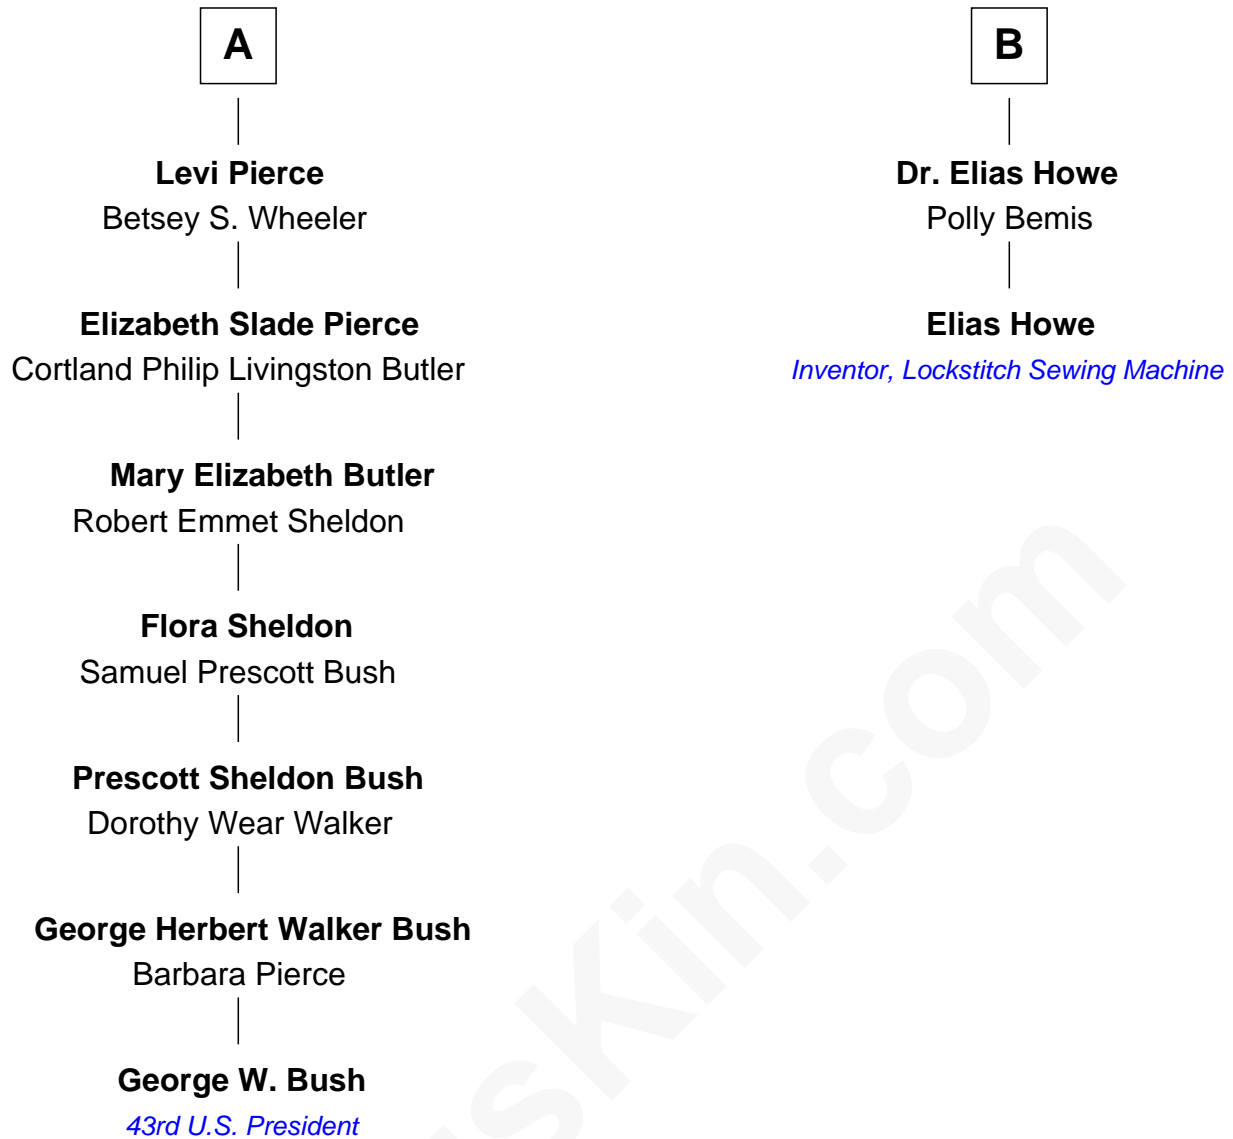 A
Levi Pierce
Betsey S. Wheeler
Elizabeth Slade Pierce
Cortland Philip Livingston Butler
Mary Elizabeth Butler
Robert Emmet Sheldon
Flora Sheldon
Samuel Prescott Bush
Prescott Sheldon Bush
Dorothy Wear Walker
George Herbert Walker Bush
Barbara Pierce
George W. Bush
43rd U.S. President
B
Dr. Elias Howe
Polly Bemis
Elias Howe
Inventor, Lockstitch Sewing Machine
sKin.com